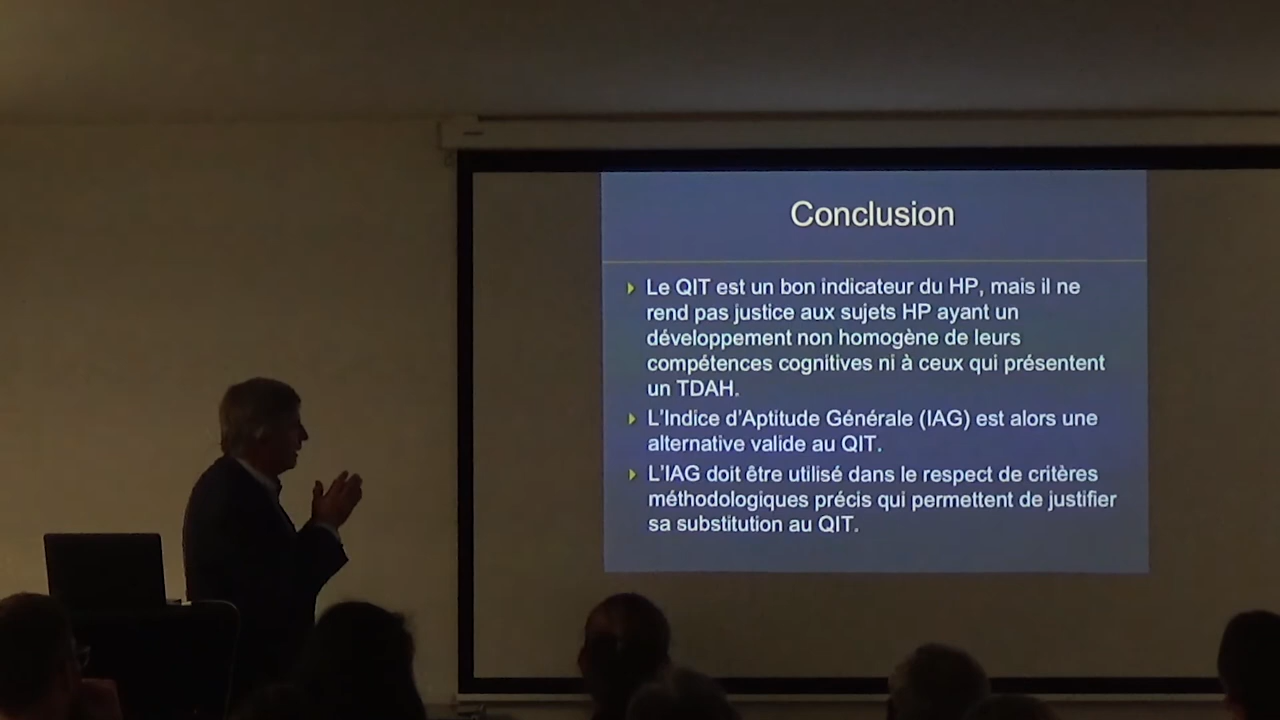 Conclusion
Le QIT est un bon indicateur du HP, mais il ne
rend pas justice aux sujets HP ayant un
développement non homogène de leurs
compétences cognitives ni à ceux qui présentent
un TDAH.
L'Indice d'Aptitude Générale (IAG) est alors une
alternative valide au QIT.
L'IAG doit être utilisé dans le respect de critères
méthodologiques précis qui permettent de justifier
sa substitution au QIT.